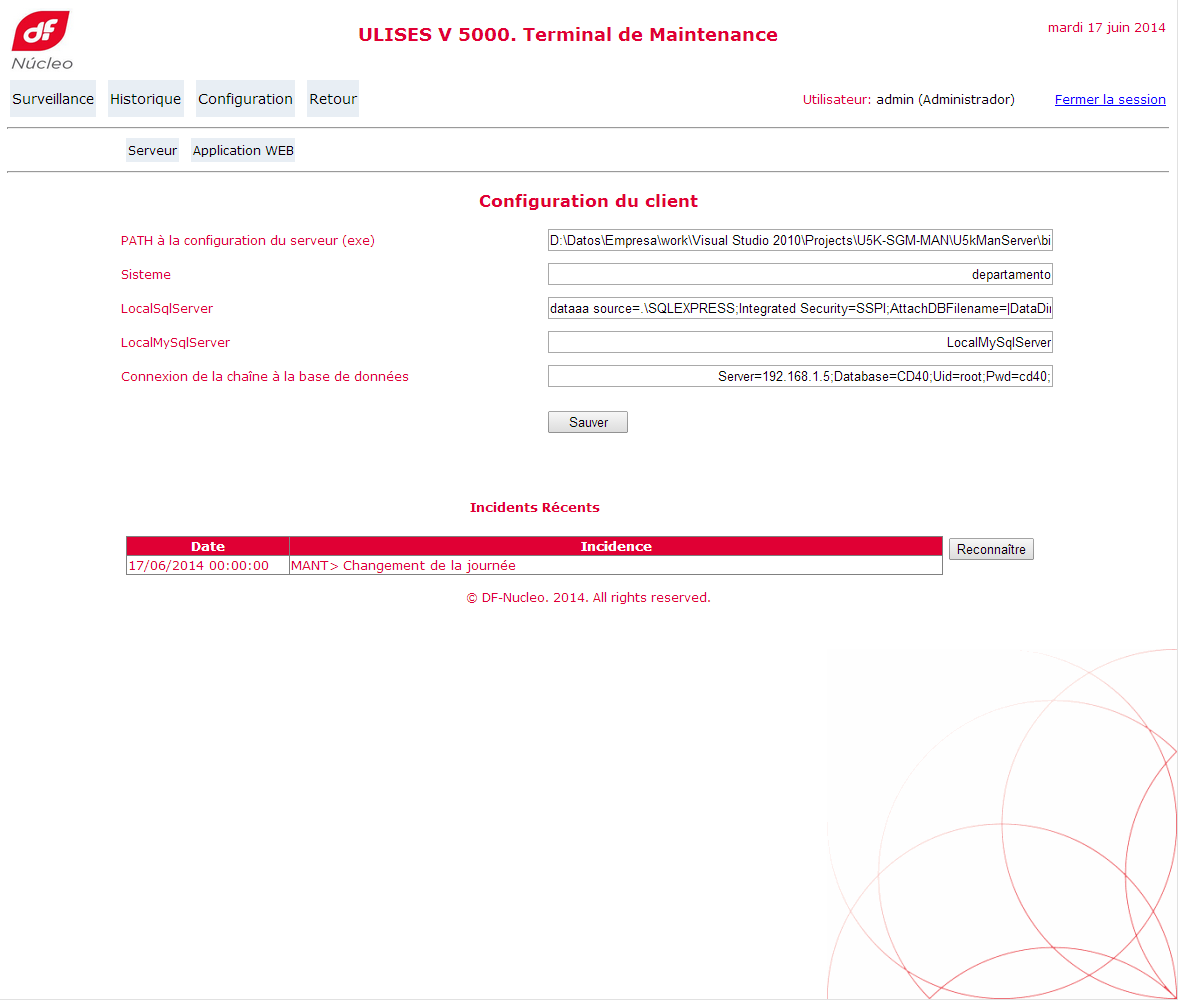 df
Núcleo
ULISES V 5000. Terminal de Maintenance
mardi 17 juin 2014
Surveillance Historique Configuration Retour
Utilisateur: admin (Administrador) Fermer la session
Serveur Application WEB
Configuration du client
PATH à la configuration du serveur (exe) D:\Datos\Empresa\work\Visual Studio 2010\Projects\U5K-SGM-MAN\U5kManServer\bi
Sisteme departamento
LocalSqlServer dataaa source=.\SQLEXPRESS;Integrated Security=SSPI;AttachDBFilename=|DataDi
LocalMySqlServer LocalMySqlServer
Connexion de la chaîne à la base de données Server=192.168.1.5;Database=CD40;Uid=root;Pwd=cd40;
Sauver
Incidents Récents
Date Incidence
17/06/2014 00:00:00 MANT> Changement de la journée
Reconnaître
© DF-Nucleo. 2014. All rights reserved.